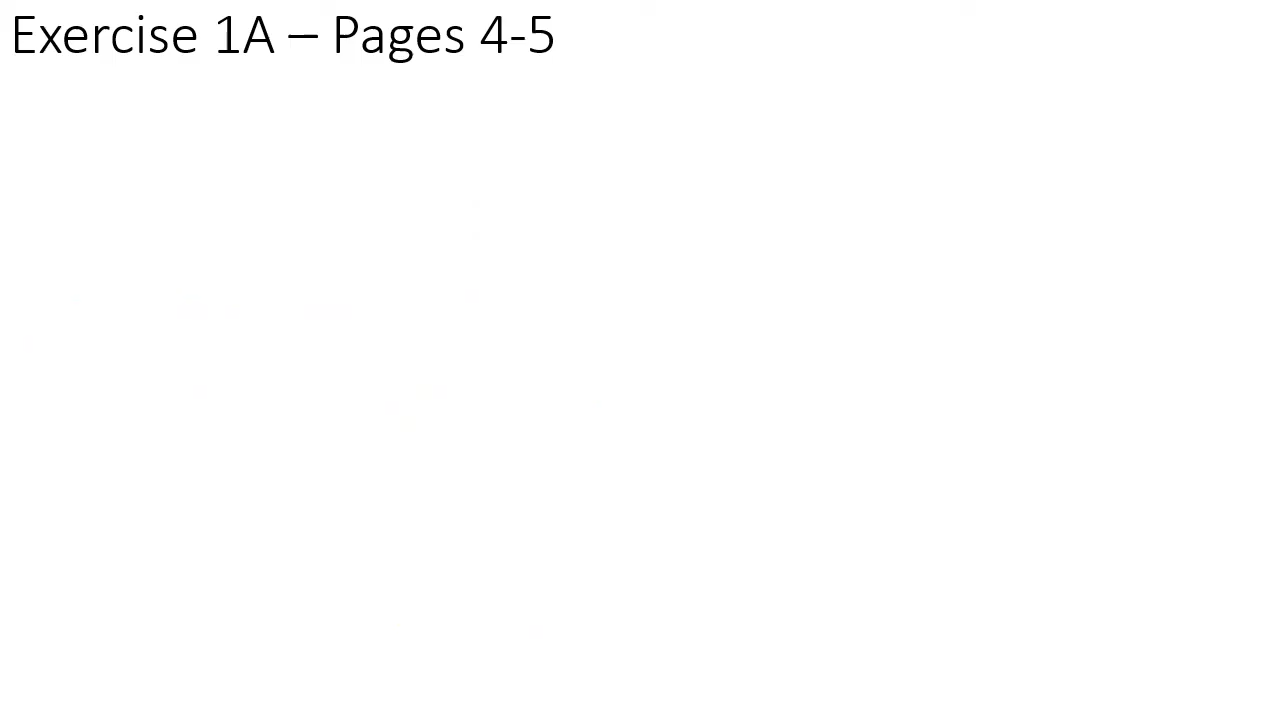 Exercise 1A – Pages 4-5